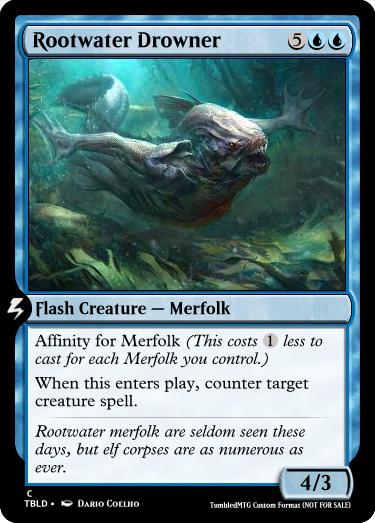 Rootwater Drowner 5
Flash Creature — Merfolk
Affinity for Merfolk (This costs 1 less to
cast for each Merfolk you control.)
When this enters play, counter target
creature spell.
Rootwater merfolk are seldom seen these
days, but elf corpses are as numerous as
ever.
4/3
C
TBLD • Dario Coelho
TumbledMTG Custom Format (NOT FOR SALE)